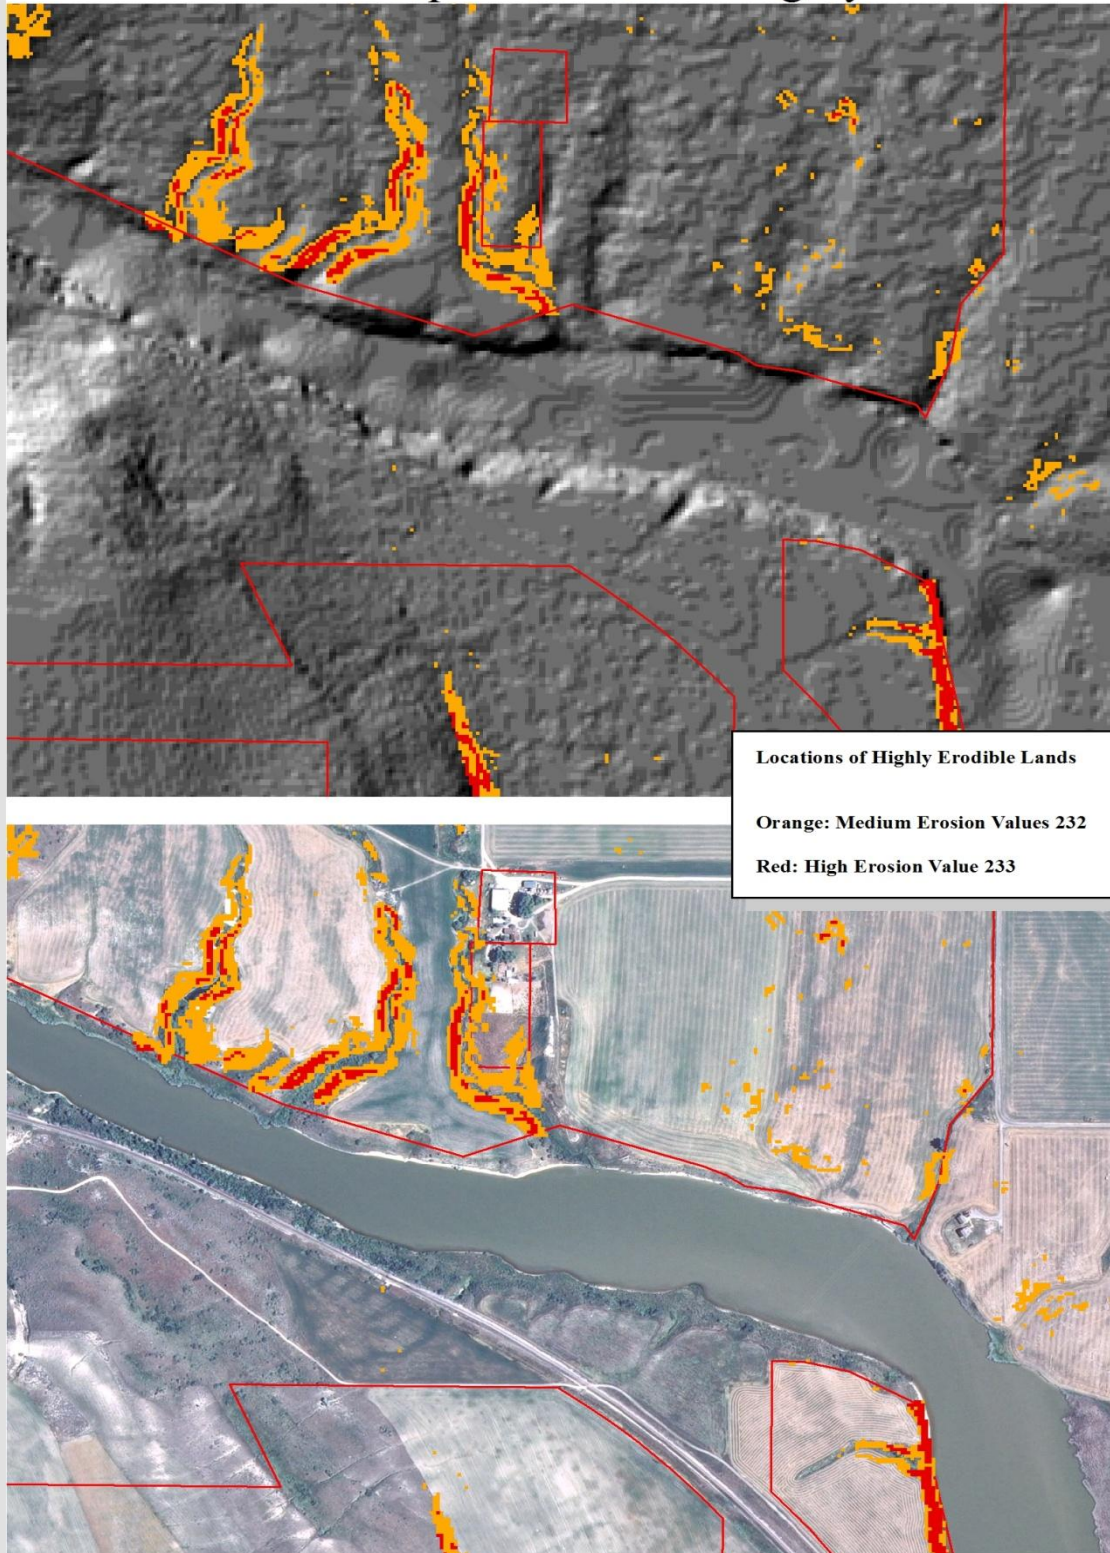 Locations of Highly Erodible Lands
Orange: Medium Erosion Values 232
Red: High Erosion Value 233